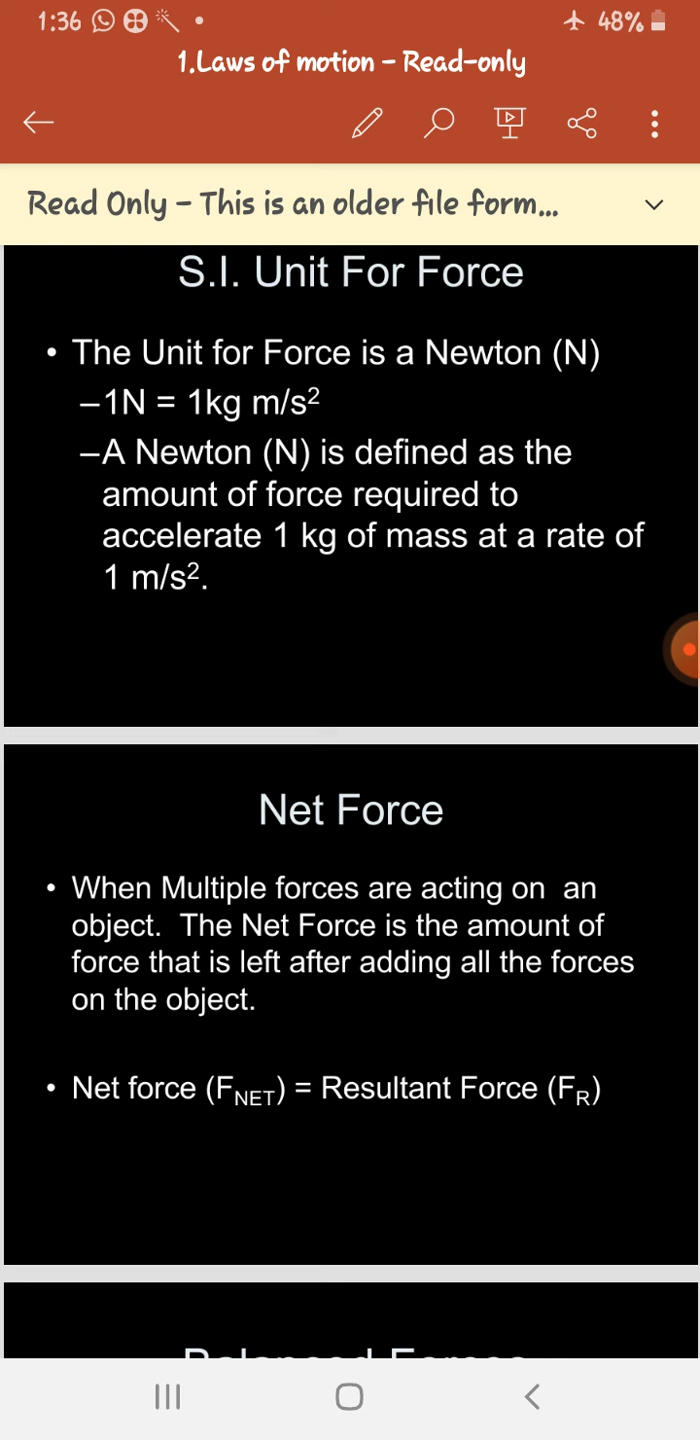 1:36 48%
1.Laws of motion – Read-only
Read Only – This is an older file form...
S.I. Unit For Force
• The Unit for Force is a Newton (N)
–1N = 1kg m/s²
–A Newton (N) is defined as the
amount of force required to
accelerate 1 kg of mass at a rate of
1 m/s².
Net Force
• When Multiple forces are acting on an
object. The Net Force is the amount of
force that is left after adding all the forces
on the object.
• Net force (FNET) = Resultant Force (FR)
Balanced Forces